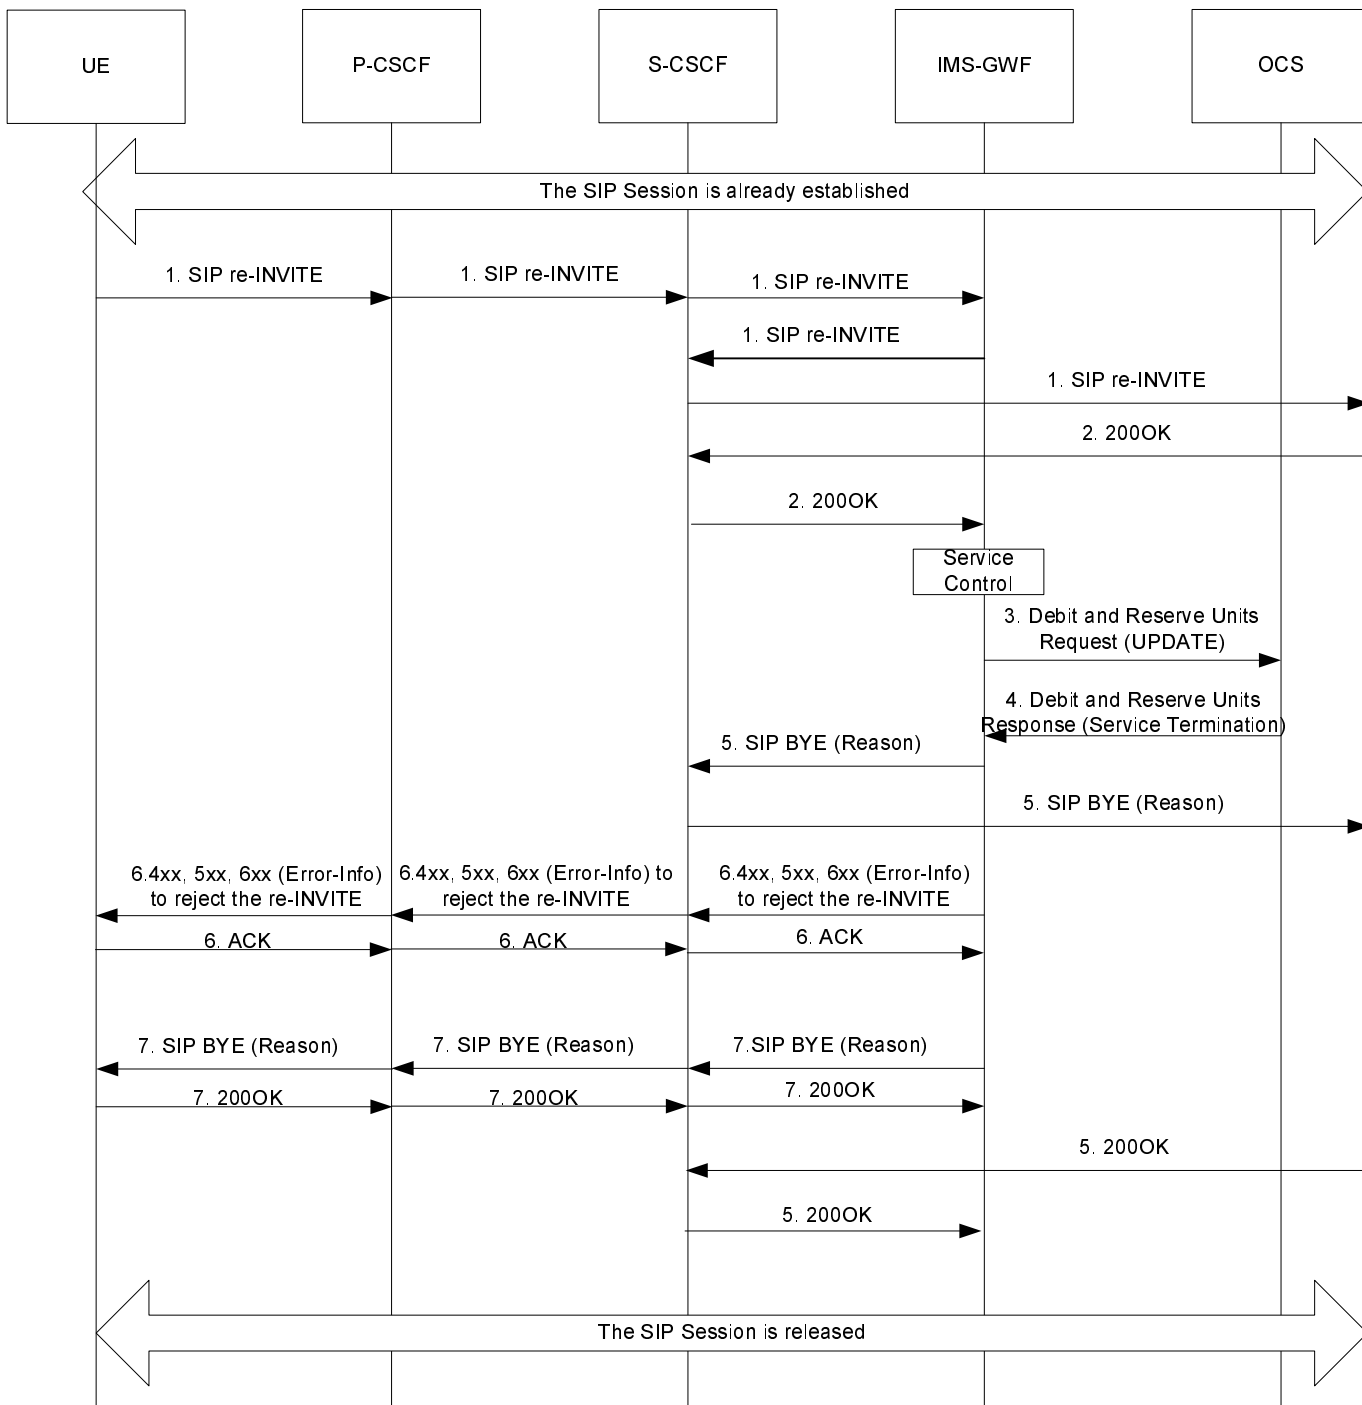 UE
P-CSCF
S-CSCF
IMS-GWF
OCS
The SIP Session is already established
1. SIP re-INVITE
1. SIP re-INVITE
1. SIP re-INVITE
1. SIP re-INVITE
1. SIP re-INVITE
2. 200OK
2. 200OK
Service
Control
3. Debit and Reserve Units
Request (UPDATE)
4. Debit and Reserve Units
Response (Service Termination)
5. SIP BYE (Reason)
5. SIP BYE (Reason)
6.4xx, 5xx, 6xx (Error-Info)
to reject the re-INVITE
6.4xx, 5xx, 6xx (Error-Info) to
reject the re-INVITE
6.4xx, 5xx, 6xx (Error-Info)
to reject the re-INVITE
6. ACK
6. ACK
6. ACK
7. SIP BYE (Reason)
7. SIP BYE (Reason)
7.SIP BYE (Reason)
7. 200OK
7. 200OK
7. 200OK
5. 200OK
5. 200OK
The SIP Session is released